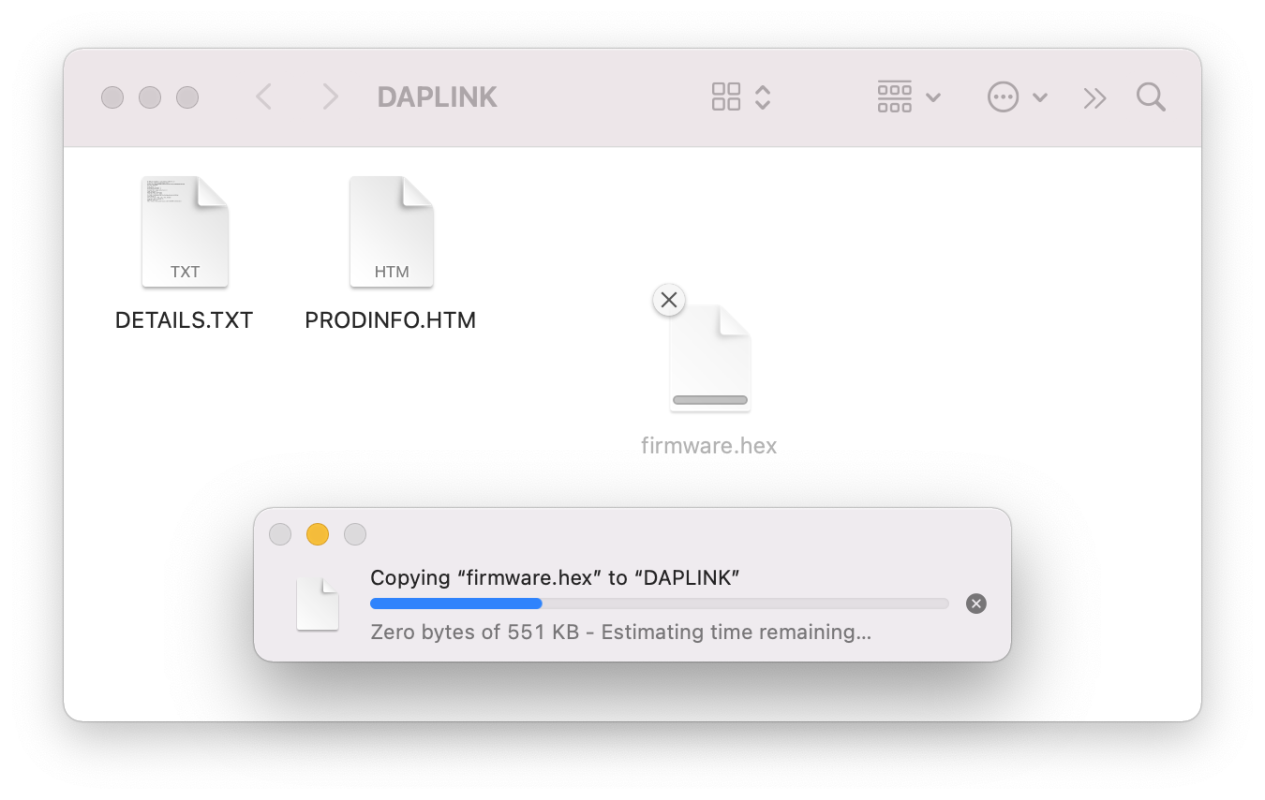 DAPLINK
TXT
HTM
DETAILS.TXT
PRODINFO.HTM
firmware.hex
Copying “firmware.hex” to “DAPLINK”
Zero bytes of 551 KB - Estimating time remaining...